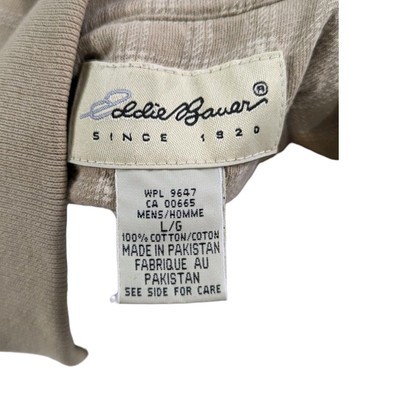 Eddie Bauer ®
SINCE 1920
WPL 9647
CA 00665
MENS/HOMME
L/G
100% COTTON/COTON
MADE IN PAKISTAN
FABRIQUE AU
PAKISTAN
SEE SIDE FOR CARE